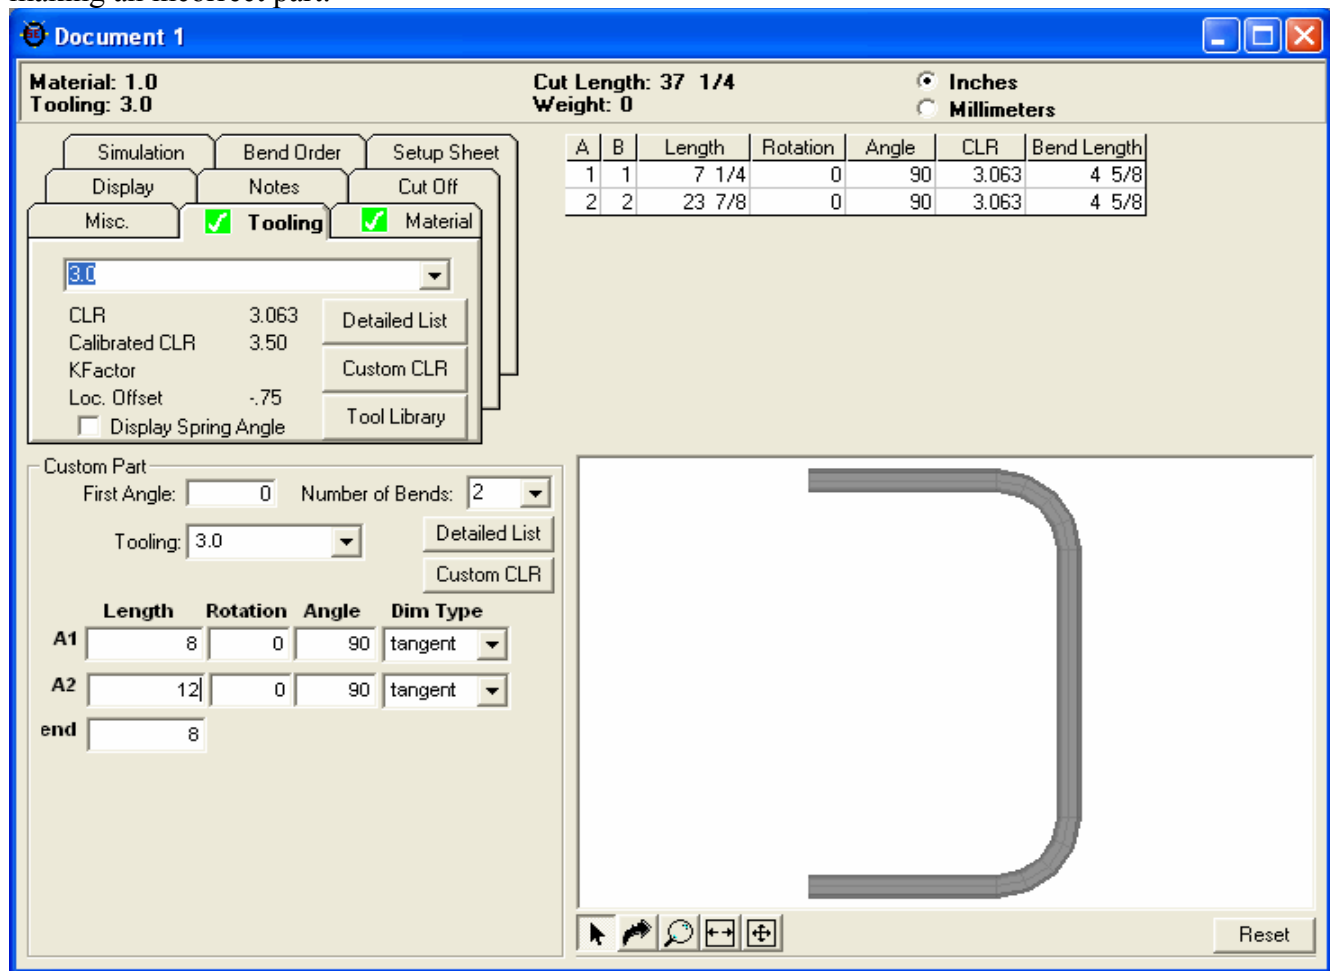 making an incorrect part.
Document 1
Material: 1.0
Tooling: 3.0
Cut Length: 37 1/4
Weight: 0
Inches
Millimeters
Simulation Bend Order Setup Sheet
Display Notes Cut Off
Misc. Tooling Material
3.0
CLR 3.063
Calibrated CLR 3.50
KFactor
Loc. Offset -.75
Display Spring Angle
Detailed List
Custom CLR
Tool Library
A B Length Rotation Angle CLR Bend Length
1 1 7 1/4 0 90 3.063 4 5/8
2 2 23 7/8 0 90 3.063 4 5/8
Custom Part
First Angle: 0 Number of Bends: 2
Tooling: 3.0 Detailed List
Custom CLR
Length Rotation Angle Dim Type
A1 8 0 90 tangent
A2 12 0 90 tangent
end 8
Reset